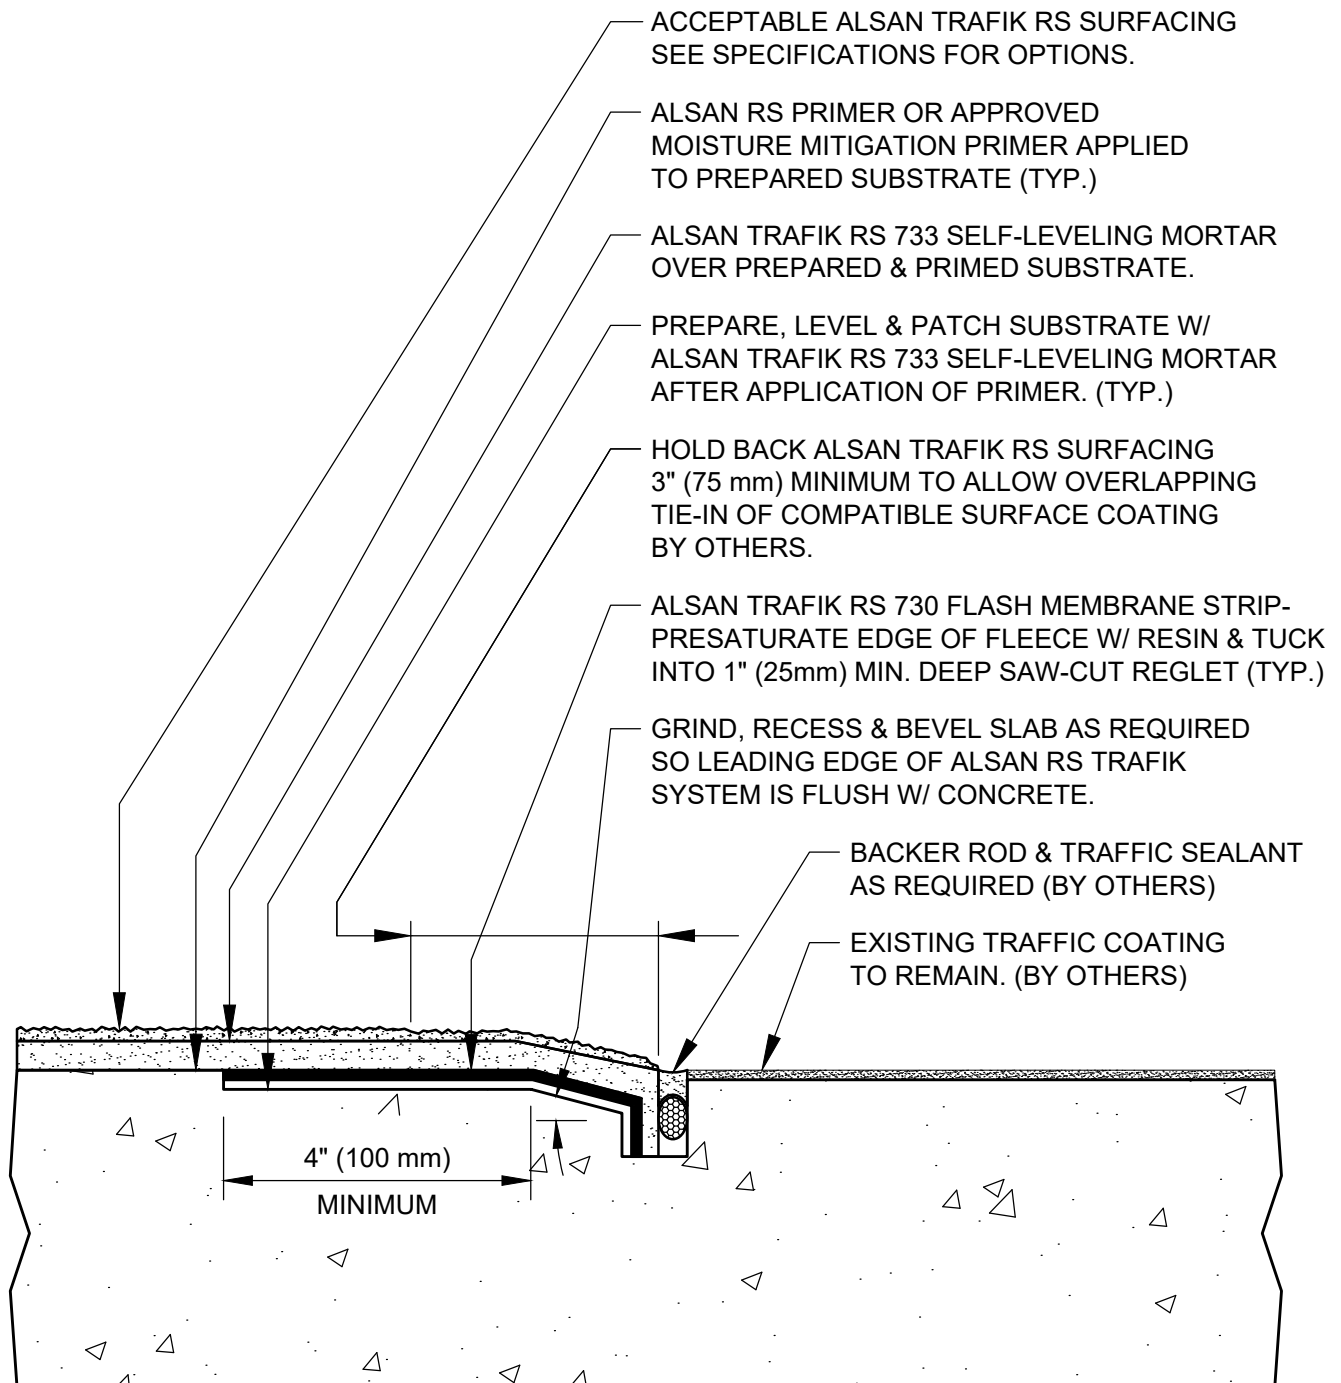 ACCEPTABLE ALSAN TRAFIK RS SURFACING
SEE SPECIFICATIONS FOR OPTIONS.
ALSAN RS PRIMER OR APPROVED
MOISTURE MITIGATION PRIMER APPLIED
TO PREPARED SUBSTRATE (TYP.)
ALSAN TRAFIK RS 733 SELF-LEVELING MORTAR
OVER PREPARED & PRIMED SUBSTRATE.
PREPARE, LEVEL & PATCH SUBSTRATE W/
ALSAN TRAFIK RS 733 SELF-LEVELING MORTAR
AFTER APPLICATION OF PRIMER. (TYP.)
HOLD BACK ALSAN TRAFIK RS SURFACING
3" (75 mm) MINIMUM TO ALLOW OVERLAPPING
TIE-IN OF COMPATIBLE SURFACE COATING
BY OTHERS.
ALSAN TRAFIK RS 730 FLASH MEMBRANE STRIP-
PRESATURATE EDGE OF FLEECE W/ RESIN & TUCK
INTO 1" (25mm) MIN. DEEP SAW-CUT REGLET (TYP.)
GRIND, RECESS & BEVEL SLAB AS REQUIRED
SO LEADING EDGE OF ALSAN RS TRAFIK
SYSTEM IS FLUSH W/ CONCRETE.
BACKER ROD & TRAFFIC SEALANT
AS REQUIRED (BY OTHERS)
EXISTING TRAFFIC COATING
TO REMAIN. (BY OTHERS)
4" (100 mm)
MINIMUM